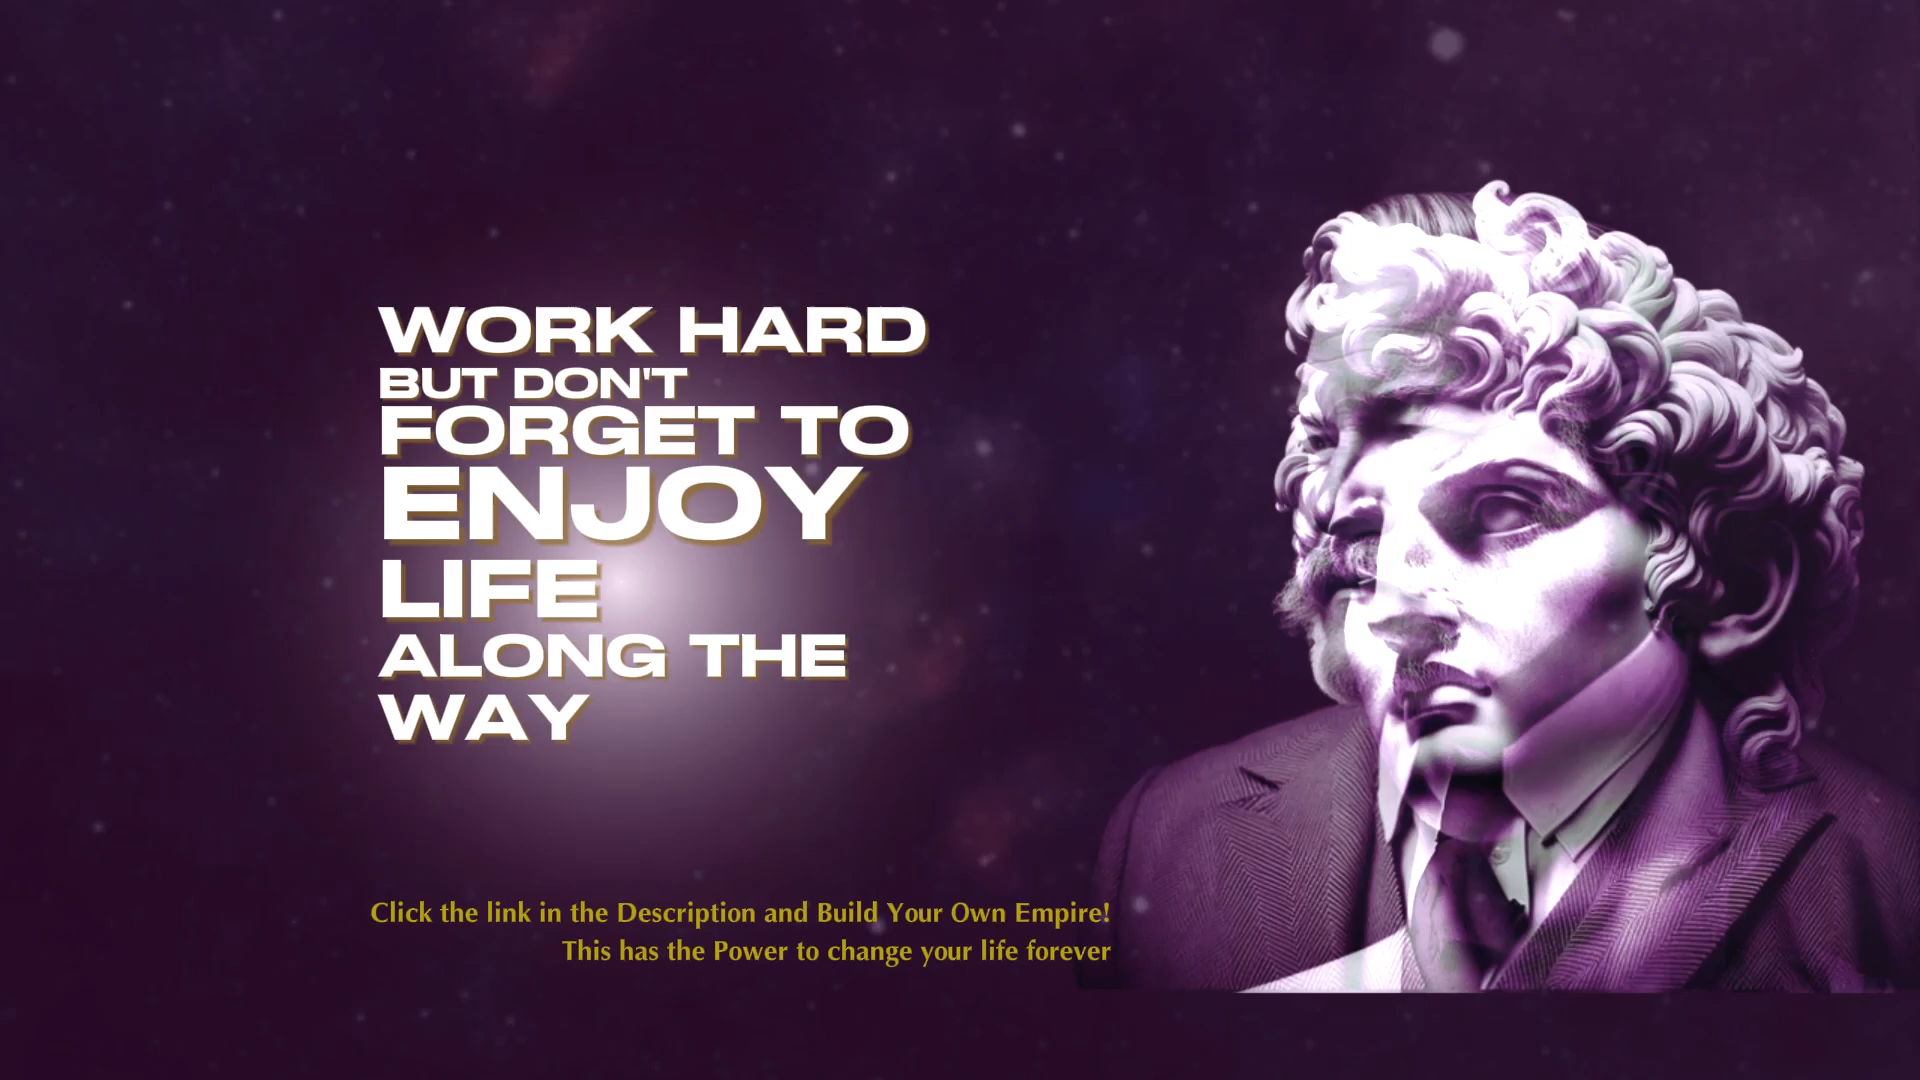 WORK HARD
BUT DON'T
FORGET TO
ENJOY
LIFE
ALONG THE
WAY
Click the link in the Description and Build Your Own Empire!
This has the Power to change your life forever